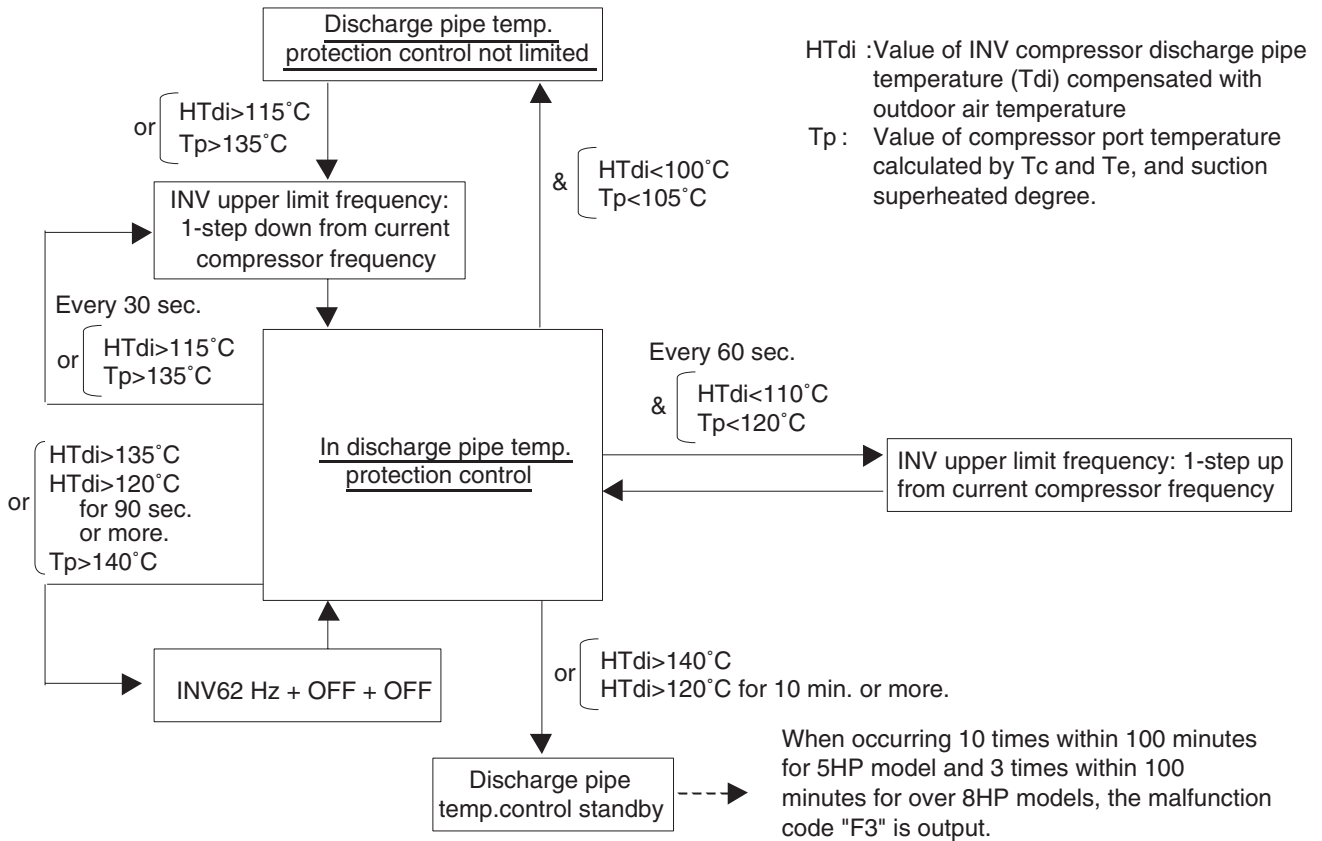 Discharge pipe temp.
protection control not limited
HTdi :Value of INV compressor discharge pipe
temperature (Tdi) compensated with
outdoor air temperature
Tp : Value of compressor port temperature
calculated by Tc and Te, and suction
superheated degree.
or
HTdi>115˚C
Tp>135˚C
&
HTdi<100˚C
Tp<105˚C
INV upper limit frequency:
1-step down from current
compressor frequency
Every 30 sec.
or
HTdi>115˚C
Tp>135˚C
Every 60 sec.
&
HTdi<110˚C
Tp<120˚C
In discharge pipe temp.
protection control
INV upper limit frequency: 1-step up
from current compressor frequency
or
HTdi>135˚C
HTdi>120˚C
for 90 sec.
or more.
Tp>140˚C
INV62 Hz + OFF + OFF
or
HTdi>140˚C
HTdi>120˚C for 10 min. or more.
Discharge pipe
temp.control standby
When occurring 10 times within 100 minutes
for 5HP model and 3 times within 100
minutes for over 8HP models, the malfunction
code "F3" is output.